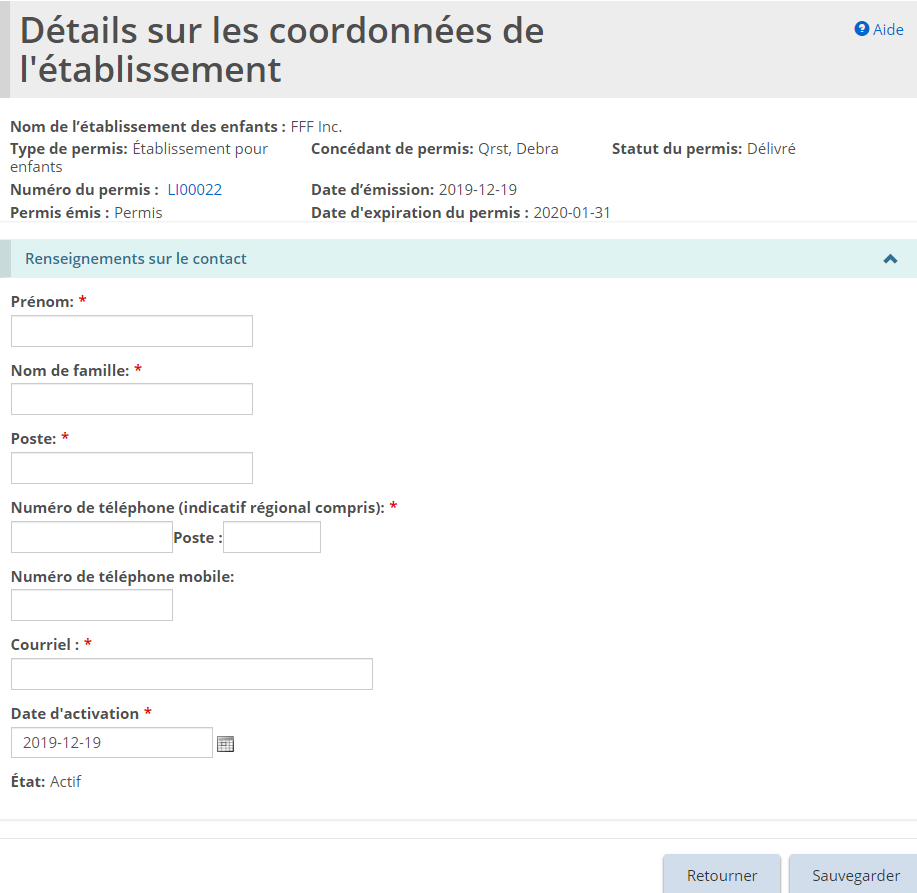 Détails sur les coordonnées de
l'établissement
Aide
Nom de l’établissement des enfants : FFF Inc.
Type de permis: Établissement pour
enfants
Concédant de permis: Qrst, Debra
Statut du permis: Délivré
Numéro du permis : LI00022
Date d’émission: 2019-12-19
Permis émis : Permis
Date d'expiration du permis : 2020-01-31
Renseignements sur le contact
Prénom: *
Nom de famille: *
Poste: *
Numéro de téléphone (indicatif régional compris): *
Poste :
Numéro de téléphone mobile:
Courriel : *
Date d'activation *
2019-12-19
État: Actif
Retourner
Sauvegarder